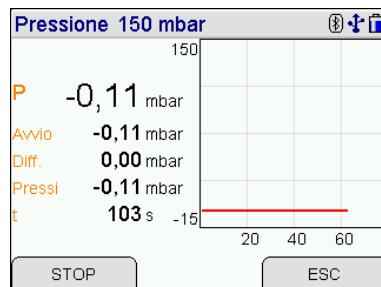 Pressione 150 mbar
150
P -0,11 mbar
Avvio -0,11 mbar
Diff. 0,00 mbar
Pressi -0,11 mbar
t 103 s
-15
20 40 60
STOP ESC